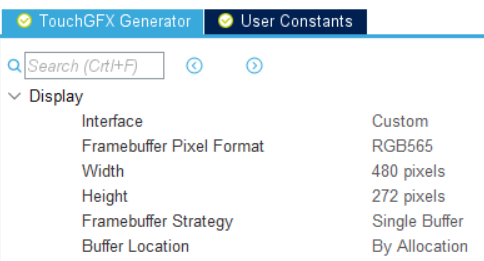 TouchGFX Generator User Constants
Search (Crtl+F)
Display
Interface Custom
Framebuffer Pixel Format RGB565
Width 480 pixels
Height 272 pixels
Framebuffer Strategy Single Buffer
Buffer Location By Allocation